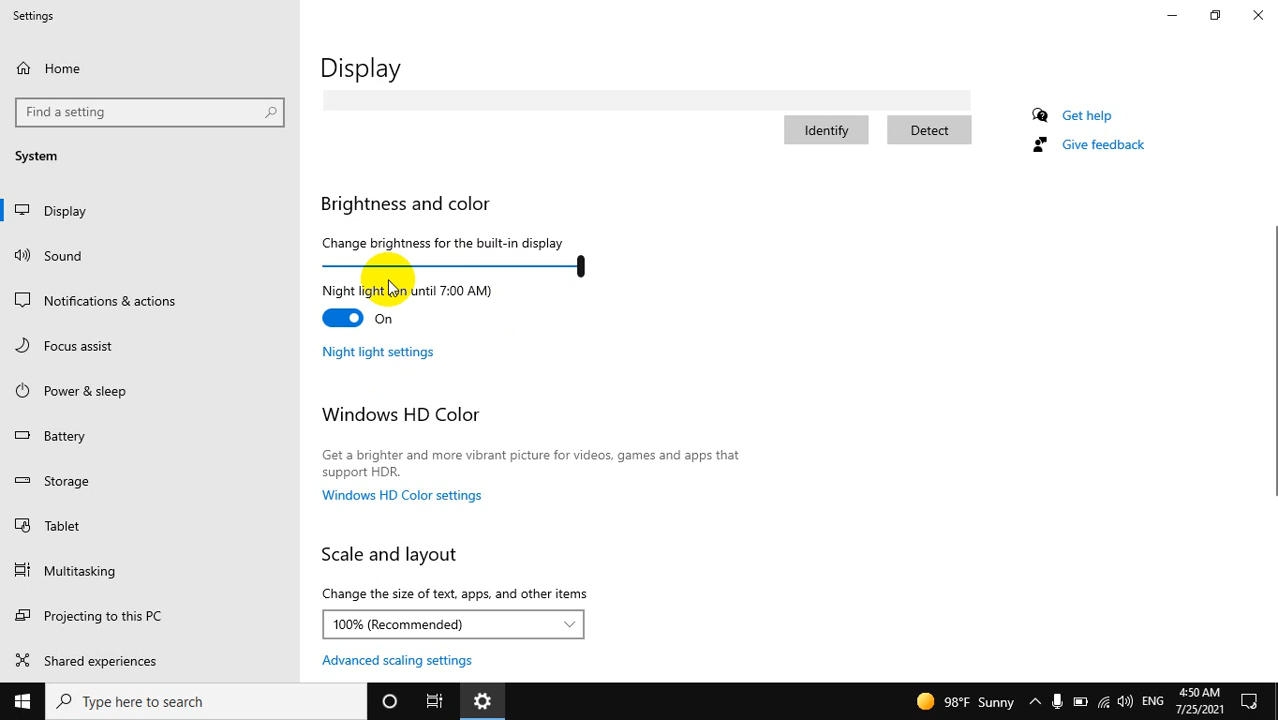 Settings
Home
Find a setting
System
Display
Sound
Notifications & actions
Focus assist
Power & sleep
Battery
Storage
Tablet
Multitasking
Projecting to this PC
Shared experiences
Display
Identify
Detect
Get help
Give feedback
Brightness and color
Change brightness for the built-in display
Night light (on until 7:00 AM)
On
Night light settings
Windows HD Color
Get a brighter and more vibrant picture for videos, games and apps that
support HDR.
Windows HD Color settings
Scale and layout
Change the size of text, apps, and other items
100% (Recommended)
Advanced scaling settings
Type here to search
98°F Sunny
ENG
4:50 AM
7/25/2021